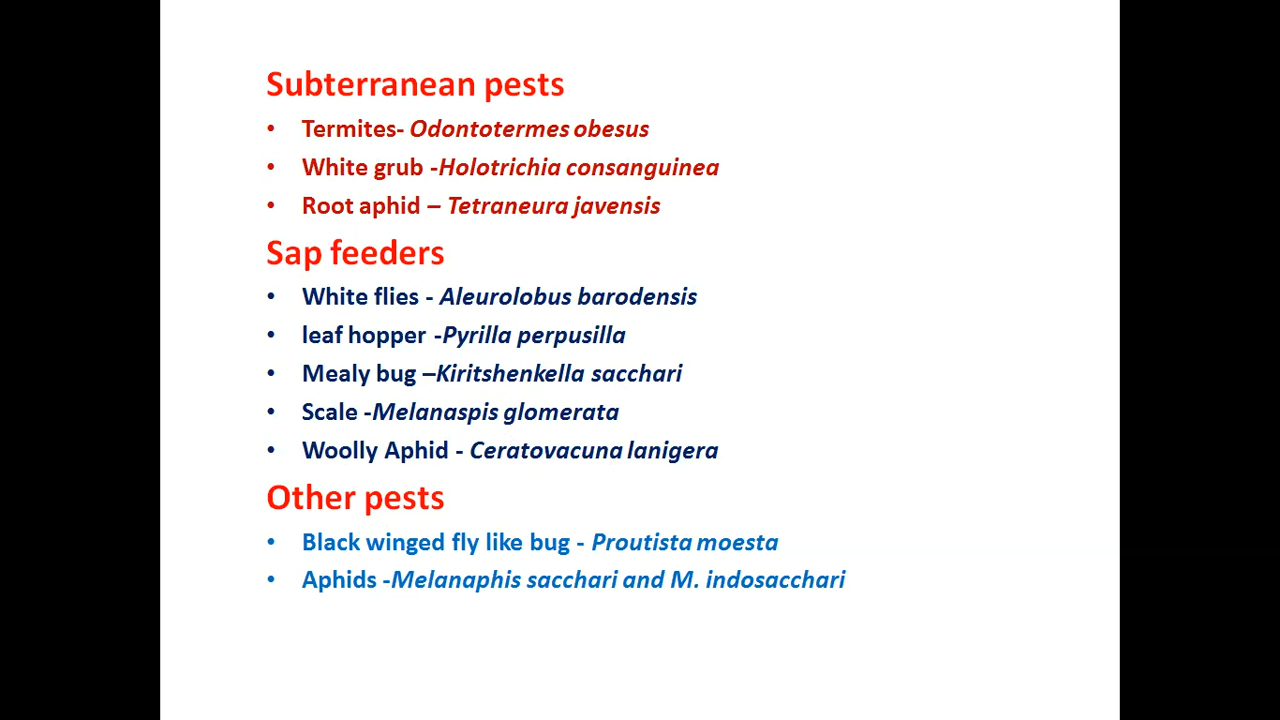 Subterranean pests
• Termites- Odontotermes obesus
• White grub -Holotrichia consanguinea
• Root aphid – Tetraneura javensis
Sap feeders
• White flies - Aleurolobus barodensis
• leaf hopper -Pyrilla perpusilla
• Mealy bug –Kiritshenkella sacchari
• Scale -Melanaspis glomerata
• Woolly Aphid - Ceratovacuna lanigera
Other pests
• Black winged fly like bug - Proutista moesta
• Aphids -Melanaphis sacchari and M. indosacchari